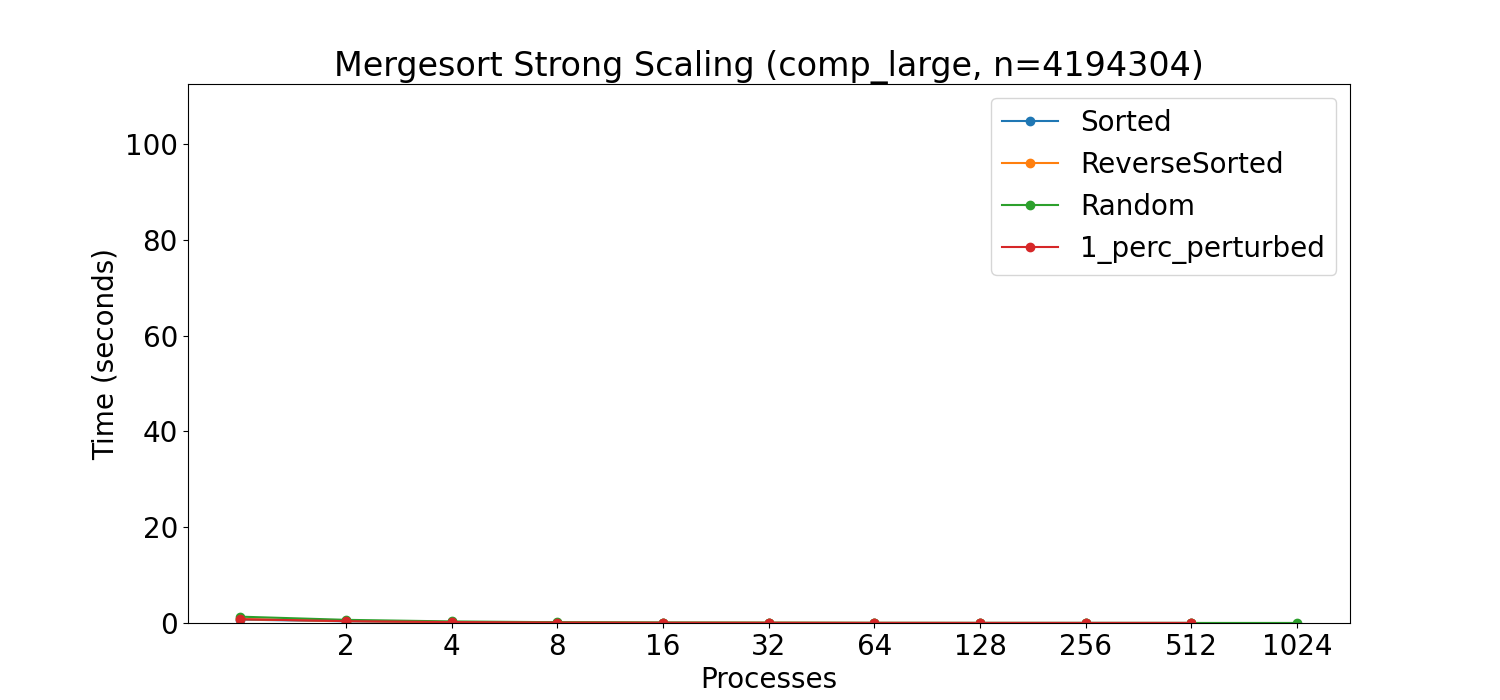 Mergesort Strong Scaling (comp_large, n=4194304)
Sorted
ReverseSorted
Random
1_perc_perturbed
Time (seconds)
100
80
60
40
20
0
2 4 8 16 32 64 128 256 512 1024
Processes